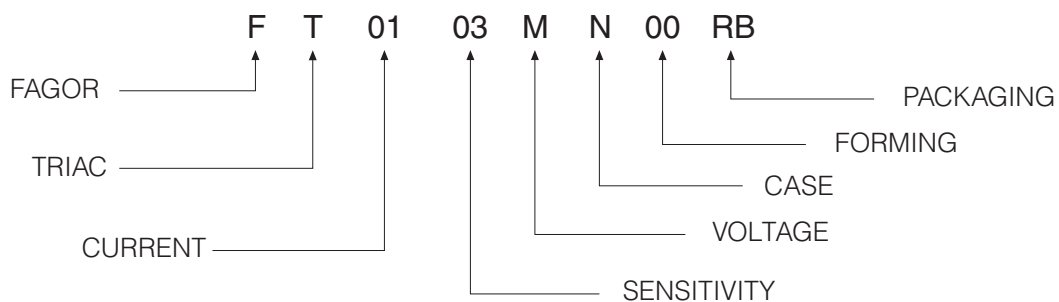 F T 01 03 M N 00 RB
FAGOR
PACKAGING
FORMING
TRIAC
CASE
VOLTAGE
CURRENT
SENSITIVITY